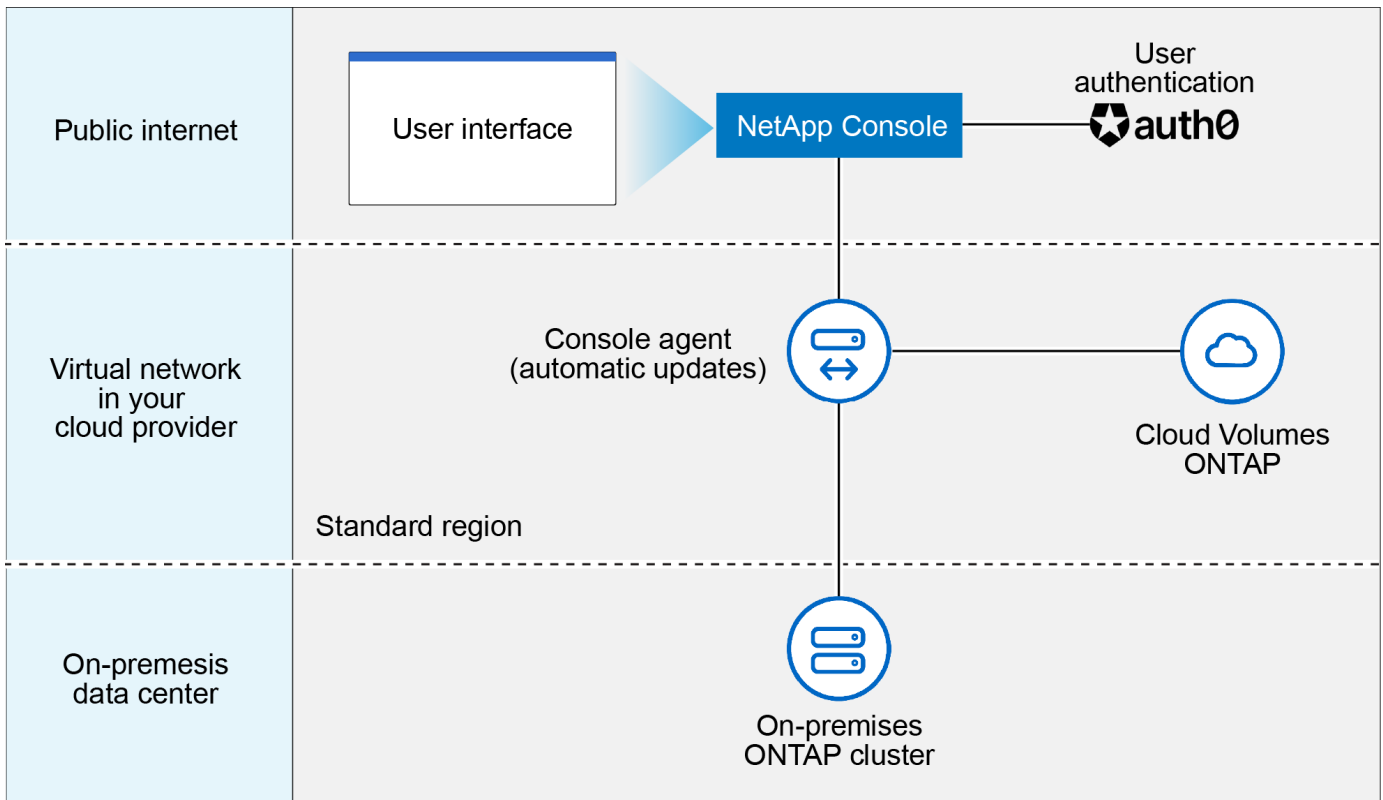 Public internet
User interface
NetApp Console
User
authentication
auth0
Virtual network
in your
cloud provider
Console agent
(automatic updates)
Cloud Volumes
ONTAP
Standard region
On-premesis
data center
On-premises
ONTAP cluster